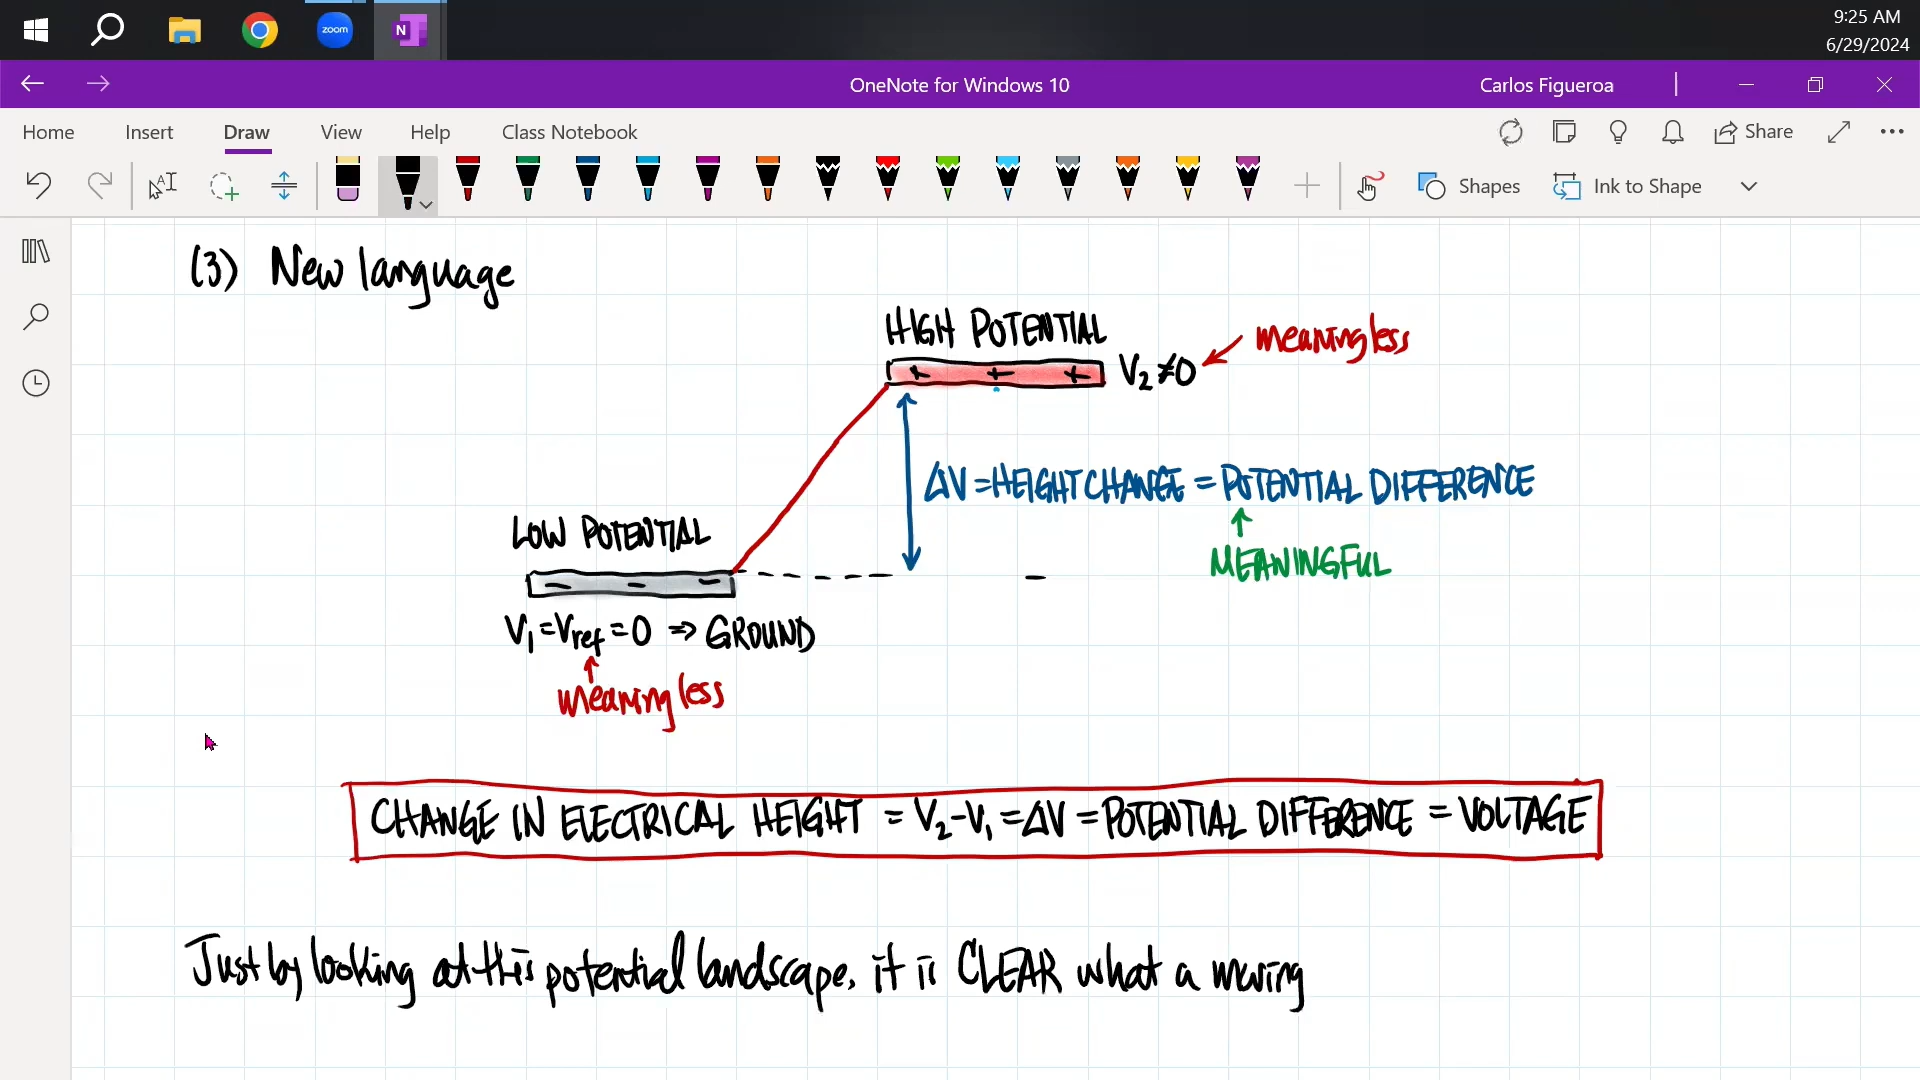 9:25 AM
6/29/2024
zoom
N
OneNote for Windows 10
Carlos Figueroa
Home Insert Draw View Help Class Notebook
Share
Shapes
Ink to Shape
(3) New language
HIGH POTENTIAL
meaningless
+ + + V₂ ≠ 0
ΔV = HEIGHT CHANGE = POTENTIAL DIFFERENCE
MEANINGFUL
LOW POTENTIAL
− − −
V₁ = Vref = 0 ⇒ GROUND
meaningless
CHANGE IN ELECTRICAL HEIGHT = V₂ - V₁ = ΔV = POTENTIAL DIFFERENCE = VOLTAGE
Just by looking at this potential landscape, it is CLEAR what a moving